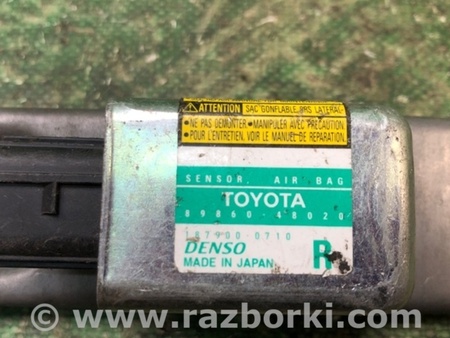 ATTENTION SAC GONFLABLE, SRS LATERAL
•NE PAS DEMONTER •MANIPULER AVEC PRECAUTION
•POUR L'ENTRETIEN, VOIR LE MANUEL DE REPARATION
SENSOR, AIR BAG
TOYOTA
89860-48020
187900-0710
DENSO
MADE IN JAPAN R
www.razborki.com